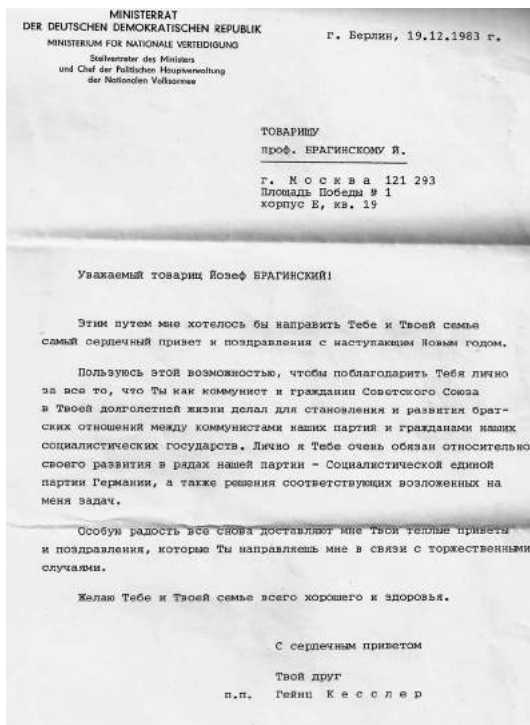 MINISTERRAT
DER DEUTSCHEN DEMOKRATISCHEN REPUBLIK
MINISTERIUM FÜR NATIONALE VERTEIDIGUNG
Stellvertreter des Ministers
und Chef der Politischen Hauptverwaltung
der Nationalen Volksarmee
г. Берлин, 19.12.1983 г.
ТОВАРИЩУ
проф. БРАГИНСКОМУ Й.
г. М о с к в а 121 293
Площадь Победы № 1
корпус Е, кв. 19
Уважаемый товарищ Йозеф БРАГИНСКИЙ!
Этим путем мне хотелось бы направить Тебе и Твоей семье
самый сердечный привет и поздравления с наступающим Новым годом.
Пользуюсь этой возможностью, чтобы поблагодарить Тебя лично
за все то, что Ты как коммунист и гражданин Советского Союза
в Твоей долголетней жизни делал для становления и развития брат-
ских отношений между коммунистами наших партий и гражданами наших
социалистических государств. Лично я Тебе очень обязан относительно
своего развития в рядах нашей партии – Социалистической единой
партии Германии, а также решения соответствующих возложенных на
меня задач.
Особую радость все снова доставляют мне Твои теплые приветы
и поздравления, которые Ты направляешь мне в связи с торжественными
случаями.
Желаю Тебе и Твоей семье всего хорошего и здоровья.
С сердечным приветом
Твой друг
п.п. Гейнц К е с с л е р